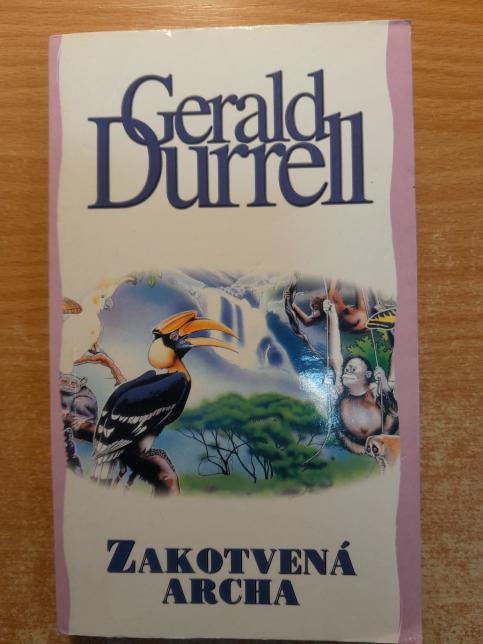 Gerald
Durrell
ZAKOTVENÁ
ARCHA